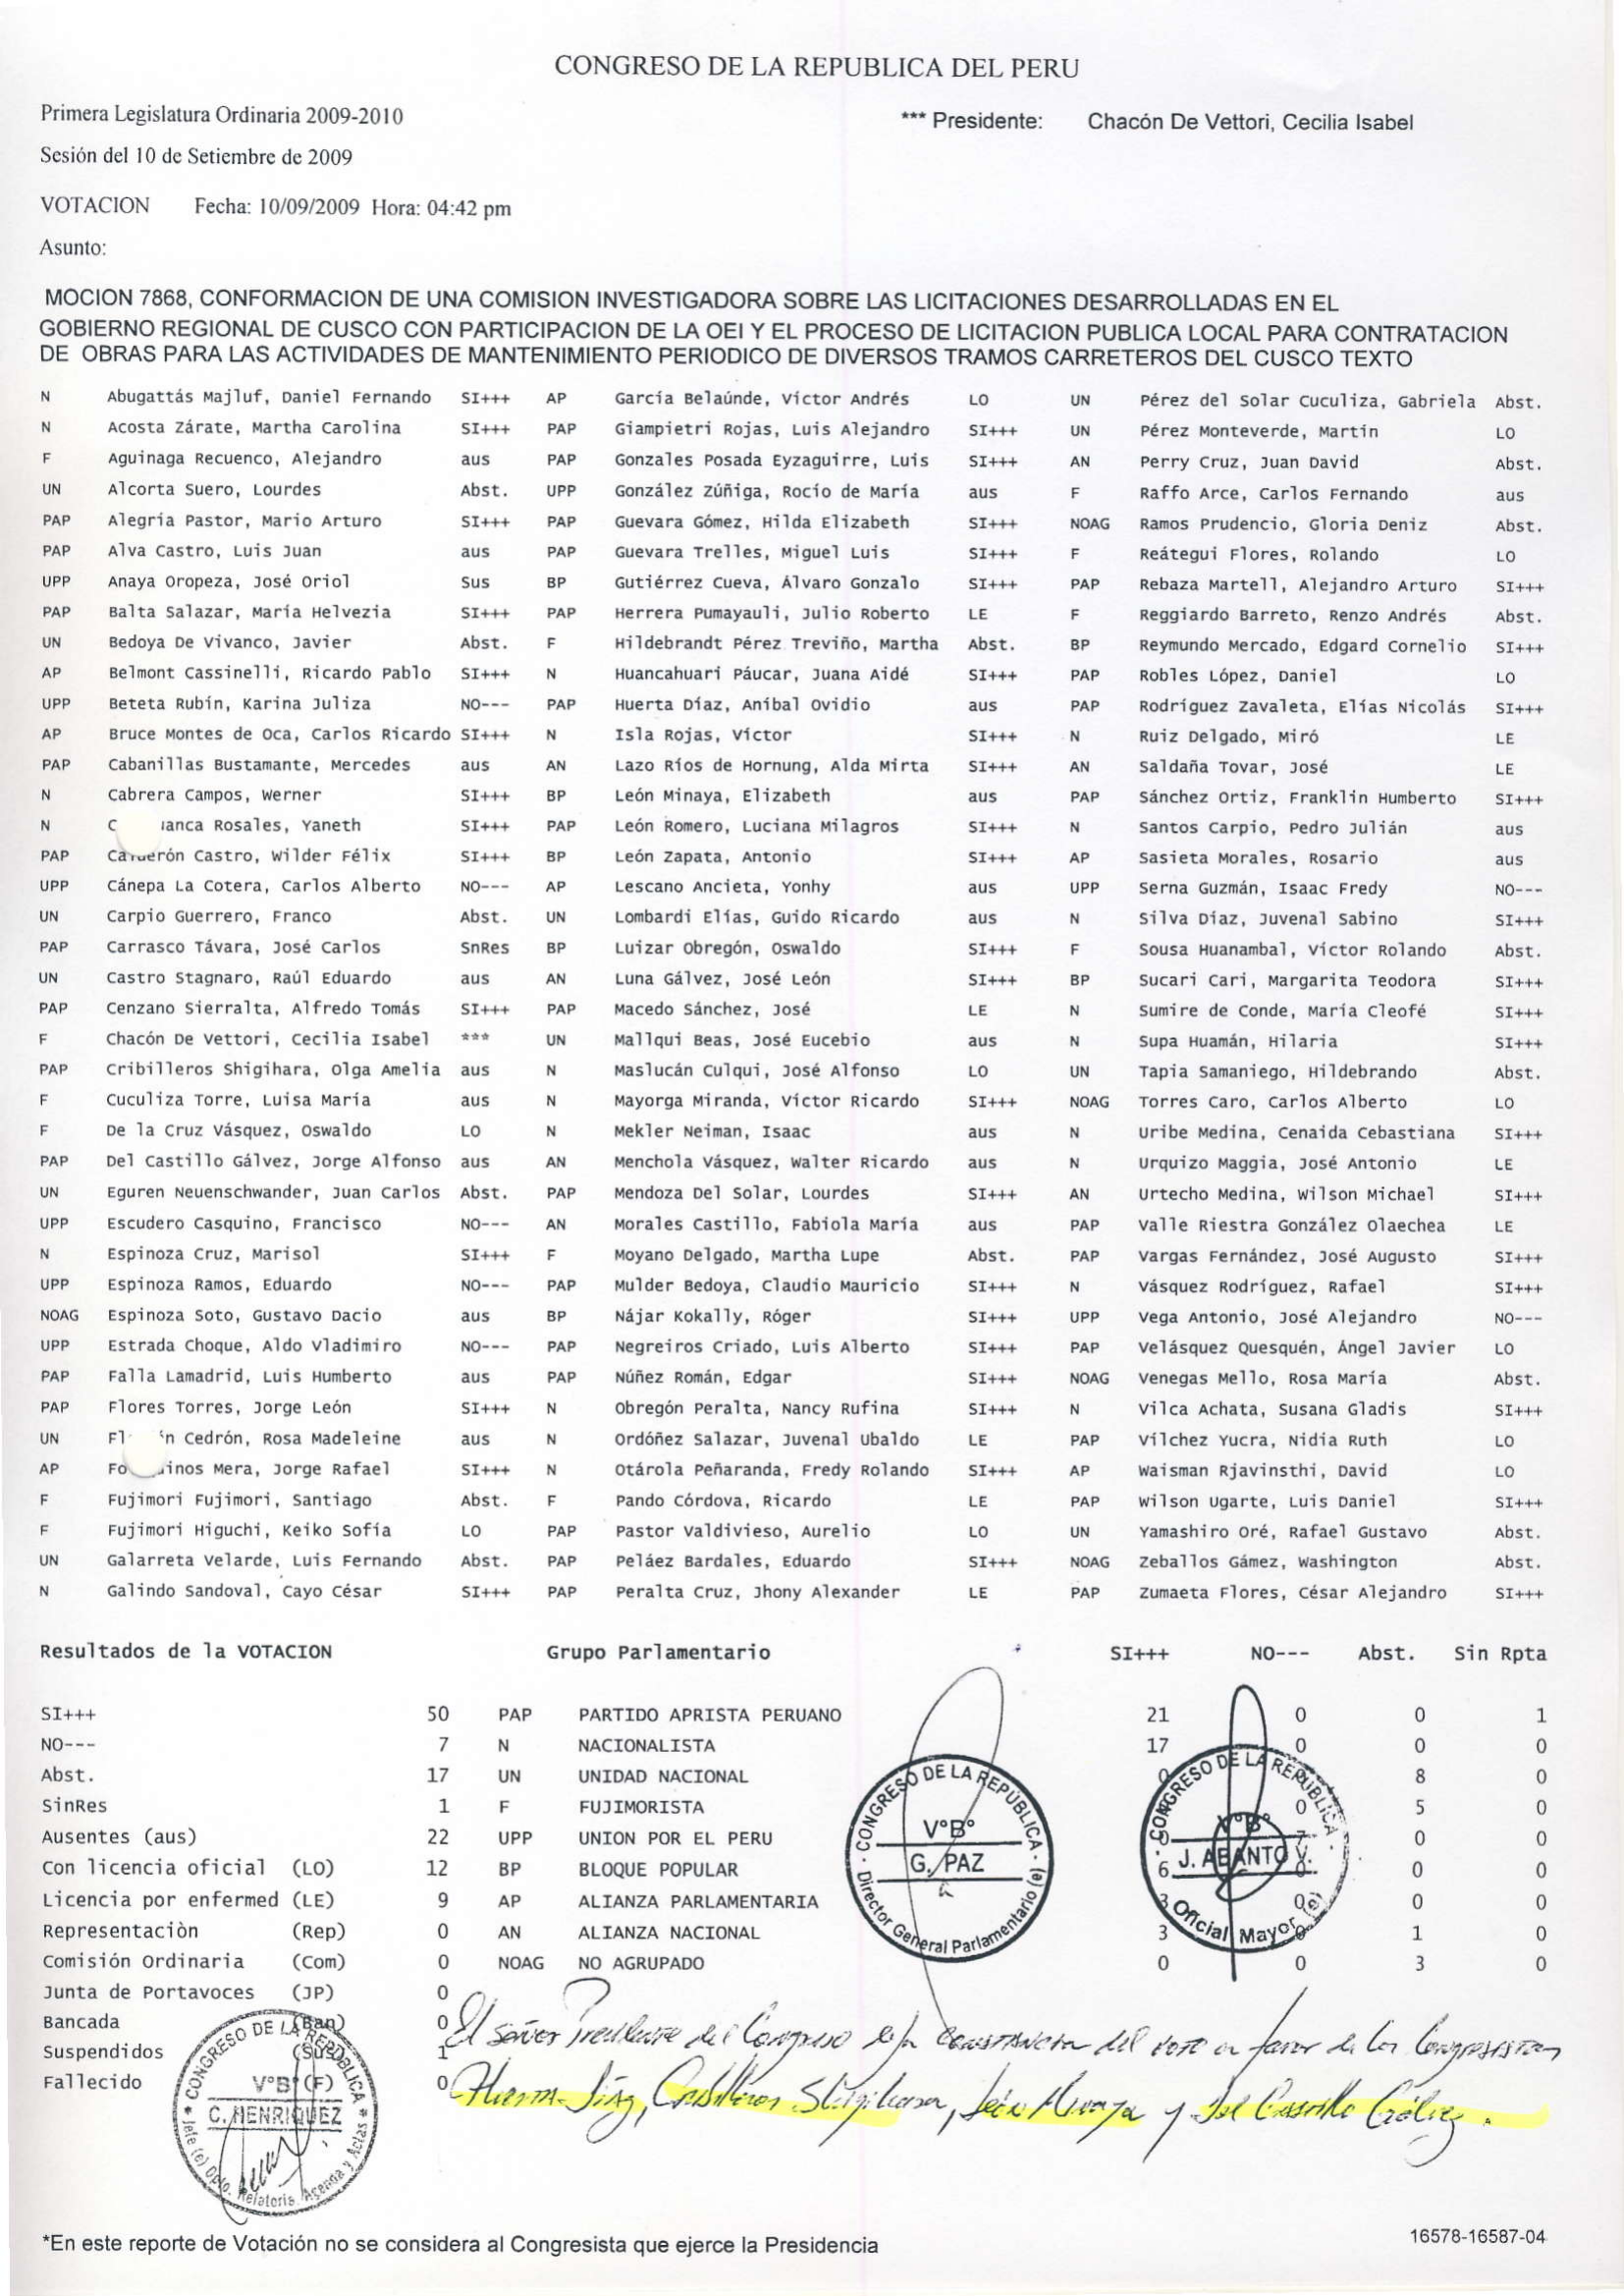 CONGRESO DE LA REPUBLICA DEL PERU
Primera Legislatura Ordinaria 2009-2010 *** Presidente: Chacón De Vettori, Cecilia Isabel
Sesión del 10 de Setiembre de 2009
VOTACION Fecha: 10/09/2009 Hora: 04:42 pm
Asunto:
MOCION 7868, CONFORMACION DE UNA COMISION INVESTIGADORA SOBRE LAS LICITACIONES DESARROLLADAS EN EL
GOBIERNO REGIONAL DE CUSCO CON PARTICIPACION DE LA OEI Y EL PROCESO DE LICITACION PUBLICA LOCAL PARA CONTRATACION
DE OBRAS PARA LAS ACTIVIDADES DE MANTENIMIENTO PERIODICO DE DIVERSOS TRAMOS CARRETEROS DEL CUSCO TEXTO
N Abugattás Majluf, Daniel Fernando SI+++ AP García Belaúnde, Víctor Andrés LO UN Pérez del Solar Cuculiza, Gabriela Abst.
N Acosta Zárate, Martha Carolina SI+++ PAP Giampietri Rojas, Luis Alejandro SI+++ UN Pérez Monteverde, Martin LO
F Aguinaga Recuenco, Alejandro aus PAP Gonzales Posada Eyzaguirre, Luis SI+++ AN Perry Cruz, Juan David Abst.
UN Alcorta Suero, Lourdes Abst. UPP González Zúñiga, Rocío de María aus F Raffo Arce, Carlos Fernando aus
PAP Alegria Pastor, Mario Arturo SI+++ PAP Guevara Gómez, Hilda Elizabeth SI+++ NOAG Ramos Prudencio, Gloria Deniz Abst.
PAP Alva Castro, Luis Juan aus PAP Guevara Trelles, Miguel Luis SI+++ F Reátegui Flores, Rolando LO
UPP Anaya Oropeza, José Oriol Sus BP Gutiérrez Cueva, Álvaro Gonzalo SI+++ PAP Rebaza Martell, Alejandro Arturo SI+++
PAP Balta Salazar, María Helvezia SI+++ PAP Herrera Pumayauli, Julio Roberto LE F Reggiardo Barreto, Renzo Andrés Abst.
UN Bedoya De Vivanco, Javier Abst. F Hildebrandt Pérez Treviño, Martha Abst. BP Reymundo Mercado, Edgard Cornelio SI+++
AP Belmont Cassinelli, Ricardo Pablo SI+++ N Huancahuari Páucar, Juana Aidé SI+++ PAP Robles López, Daniel LO
UPP Beteta Rubín, Karina Juliza NO--- PAP Huerta Díaz, Aníbal Ovidio aus PAP Rodríguez Zavaleta, Elías Nicolás SI+++
AP Bruce Montes de Oca, Carlos Ricardo SI+++ N Isla Rojas, Víctor SI+++ N Ruiz Delgado, Miró LE
PAP Cabanillas Bustamante, Mercedes aus AN Lazo Ríos de Hornung, Alda Mirta SI+++ AN Saldaña Tovar, José LE
N Cabrera Campos, Werner SI+++ BP León Minaya, Elizabeth aus PAP Sánchez Ortiz, Franklin Humberto SI+++
N Rosales, Yaneth SI+++ PAP León Romero, Luciana Milagros SI+++ N Santos Carpio, Pedro Julián aus
PAP Calderón Castro, Wilder Félix SI+++ BP León Zapata, Antonio SI+++ AP Sasieta Morales, Rosario aus
UPP Cánepa La Cotera, Carlos Alberto NO--- AP Lescano Ancieta, Yonhy aus UPP Serna Guzmán, Isaac Fredy NO---
UN Carpio Guerrero, Franco Abst. UN Lombardi Elías, Guido Ricardo aus N Silva Díaz, Juvenal Sabino SI+++
PAP Carrasco Távara, José Carlos SnRes BP Luizar Obregón, Oswaldo SI+++ F Sousa Huanambal, Víctor Rolando Abst.
UN Castro Stagnaro, Raúl Eduardo aus AN Luna Gálvez, José León SI+++ BP Sucari Cari, Margarita Teodora SI+++
PAP Cenzano Sierralta, Alfredo Tomás SI+++ PAP Macedo Sánchez, José LE N Sumire de Conde, María Cleofé SI+++
F Chacón De Vettori, Cecilia Isabel *** UN Mallqui Beas, José Eucebio aus N Supa Huamán, Hilaria SI+++
PAP Cribilleros Shigihara, Olga Amelia aus N Maslucán Culqui, José Alfonso LO UN Tapia Samaniego, Hildebrando Abst.
F Cuculiza Torre, Luisa María aus N Mayorga Miranda, Víctor Ricardo SI+++ NOAG Torres Caro, Carlos Alberto LO
F De la Cruz Vásquez, Oswaldo LO N Mekler Neiman, Isaac aus N Uribe Medina, Cenaida Cebastiana SI+++
PAP Del Castillo Gálvez, Jorge Alfonso aus AN Menchola Vásquez, Walter Ricardo aus N Urquizo Maggia, José Antonio LE
UN Eguren Neuenschwander, Juan Carlos Abst. PAP Mendoza Del Solar, Lourdes SI+++ AN Urtecho Medina, Wilson Michael SI+++
UPP Escudero Casquino, Francisco NO--- AN Morales Castillo, Fabiola María aus PAP Valle Riestra González Olaechea LE
N Espinoza Cruz, Marisol SI+++ F Moyano Delgado, Martha Lupe Abst. PAP Vargas Fernández, José Augusto SI+++
UPP Espinoza Ramos, Eduardo NO--- PAP Mulder Bedoya, Claudio Mauricio SI+++ N Vásquez Rodríguez, Rafael SI+++
NOAG Espinoza Soto, Gustavo Dacio aus BP Nájar Kokally, Róger SI+++ UPP Vega Antonio, José Alejandro NO---
UPP Estrada Choque, Aldo Vladimiro NO--- PAP Negreiros Criado, Luis Alberto SI+++ PAP Velásquez Quesquén, Ángel Javier LO
PAP Falla Lamadrid, Luis Humberto aus PAP Núñez Román, Edgar SI+++ NOAG Venegas Mello, Rosa María Abst.
PAP Flores Torres, Jorge León SI+++ N Obregón Peralta, Nancy Rufina SI+++ N Vilca Achata, Susana Gladis SI+++
UN Cedrón, Rosa Madeleine aus N Ordóñez Salazar, Juvenal Ubaldo LE PAP Vílchez Yucra, Nidia Ruth LO
AP Mera, Jorge Rafael SI+++ N Otárola Peñaranda, Fredy Rolando SI+++ AP Waisman Rjavinsthi, David LO
F Fujimori Fujimori, Santiago Abst. F Pando Córdova, Ricardo LE PAP Wilson Ugarte, Luis Daniel SI+++
F Fujimori Higuchi, Keiko Sofía LO PAP Pastor Valdivieso, Aurelio LO UN Yamashiro Oré, Rafael Gustavo Abst.
UN Galarreta Velarde, Luis Fernando Abst. PAP Peláez Bardales, Eduardo SI+++ NOAG Zeballos Gámez, Washington Abst.
N Galindo Sandoval, Cayo César SI+++ PAP Peralta Cruz, Jhony Alexander LE PAP Zumaeta Flores, César Alejandro SI+++
Resultados de la VOTACION Grupo Parlamentario SI+++ NO--- Abst. Sin Rpta
SI+++ 50 PAP PARTIDO APRISTA PERUANO 21 0 0 1
NO--- 7 N NACIONALISTA 17 0 0 0
Abst. 17 UN UNIDAD NACIONAL 0 0 8 0
SinRes 1 F FUJIMORISTA 0 5 0
Ausentes (aus) 22 UPP UNION POR EL PERU 7 0 0
Con licencia oficial (LO) 12 BP BLOQUE POPULAR 6 0 0 0
Licencia por enfermed (LE) 9 AP ALIANZA PARLAMENTARIA 3 0 0 0
Representaciòn (Rep) 0 AN ALIANZA NACIONAL 3 0 1 0
Comisión Ordinaria (Com) 0 NOAG NO AGRUPADO 0 0 3 0
Junta de Portavoces (JP) 0
Bancada (Ban) 0
Suspendidos (Sus) 1
Fallecido (F) 0
CONGRESO DE LA REPÚBLICA
V°B°
G. PAZ
Director General Parlamentario (e)
CONGRESO DE LA REPÚBLICA
V°B°
J. ABANTO V.
Oficial Mayor (e)
El señor Presidente del Congreso deja constancia del voto a favor de los Congresistas
Huerta Díaz, Cribilleros Shigihara, León Minaya y Del Castillo Gálvez.
CONGRESO DE LA REPÚBLICA
V°B°
C. HENRIQUEZ
Jefe (e) Dpto. Relatoría Agenda y Actas
*En este reporte de Votación no se considera al Congresista que ejerce la Presidencia
16578-16587-04